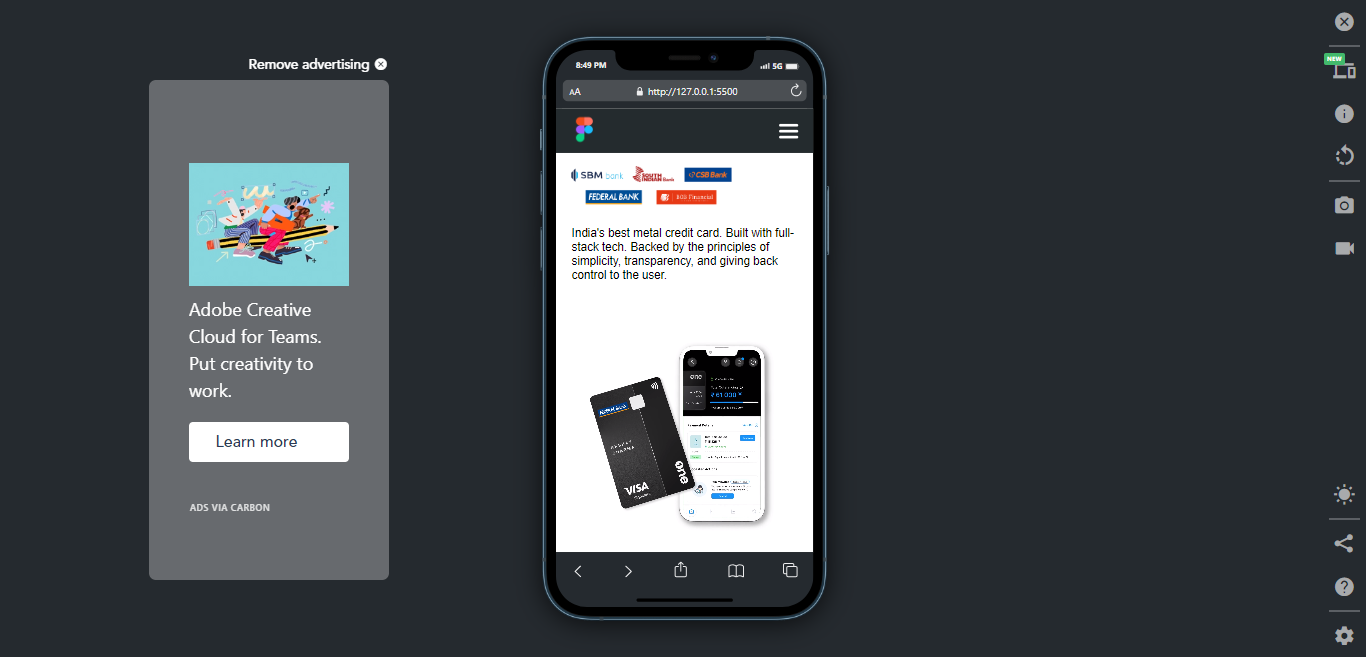 Remove advertising
Adobe Creative
Cloud for Teams.
Put creativity to
work.
Learn more
ADS VIA CARBON
8:49 PM
5G
AA
http://127.0.0.1:5500
SBM bank
SOUTH
INDIAN Bank
CSB Bank
FEDERAL BANK
BOB Financial
India's best metal credit card. Built with full-
stack tech. Backed by the principles of
simplicity, transparency, and giving back
control to the user.
one
VISA
one
NEW